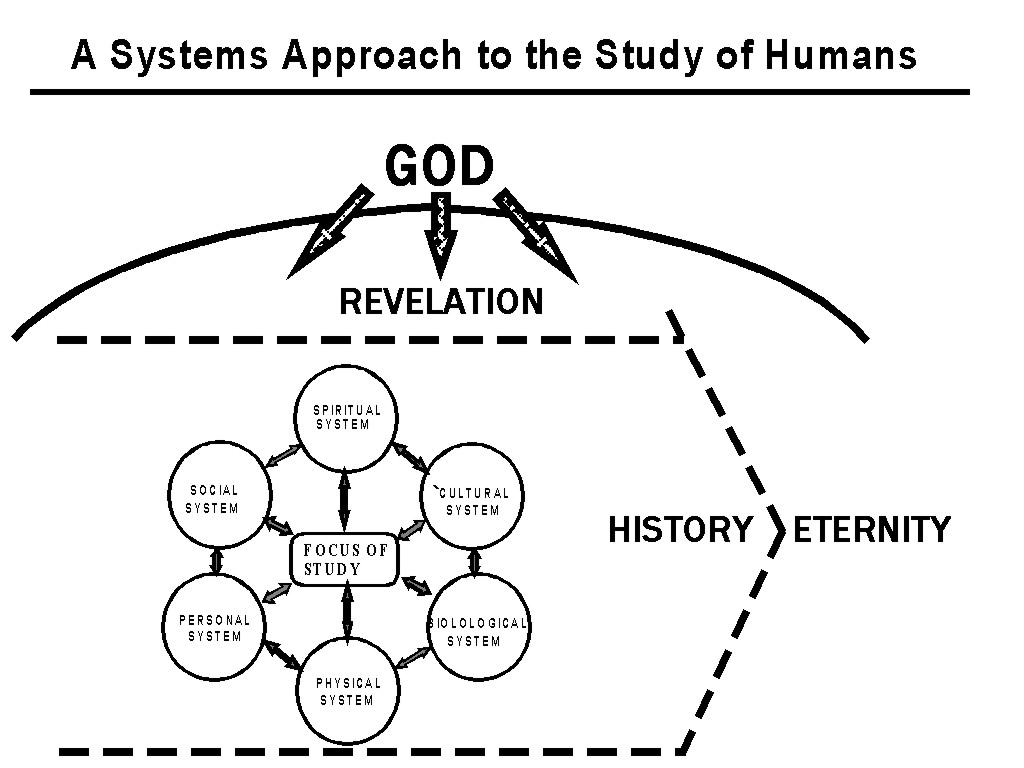 A Systems Approach to the Study of Humans
GOD
REVELATION
SPIRITUAL
SYSTEM
SOCIAL
SYSTEM
`CULTURAL
SYSTEM
FOCUS OF
STUDY
HISTORY
ETERNITY
PERSONAL
SYSTEM
BIOLOLOGICAL
SYSTEM
PHYSICAL
SYSTEM